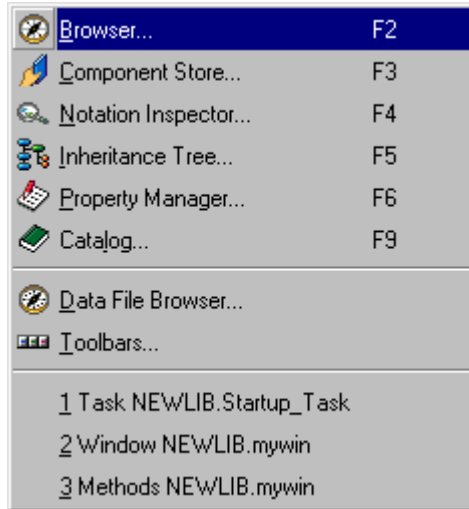 Browser... F2
Component Store... F3
Notation Inspector... F4
Inheritance Tree... F5
Property Manager... F6
Catalog... F9
Data File Browser...
Toolbars...
1 Task NEWLIB.Startup_Task
2 Window NEWLIB.mywin
3 Methods NEWLIB.mywin